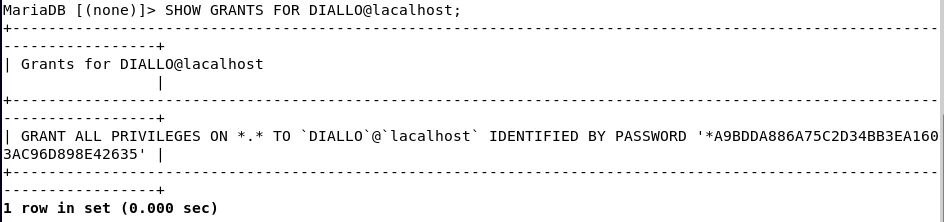 MariaDB [(none)]> SHOW GRANTS FOR DIALLO@lacalhost;
+--------------------------------------------------------------------------------------------------------
-----------------+
| Grants for DIALLO@lacalhost
                 |
+--------------------------------------------------------------------------------------------------------
-----------------+
| GRANT ALL PRIVILEGES ON *.* TO `DIALLO`@`lacalhost` IDENTIFIED BY PASSWORD '*A9BDDA886A75C2D34BB3EA160
3AC96D898E42635' |
+--------------------------------------------------------------------------------------------------------
-----------------+
1 row in set (0.000 sec)